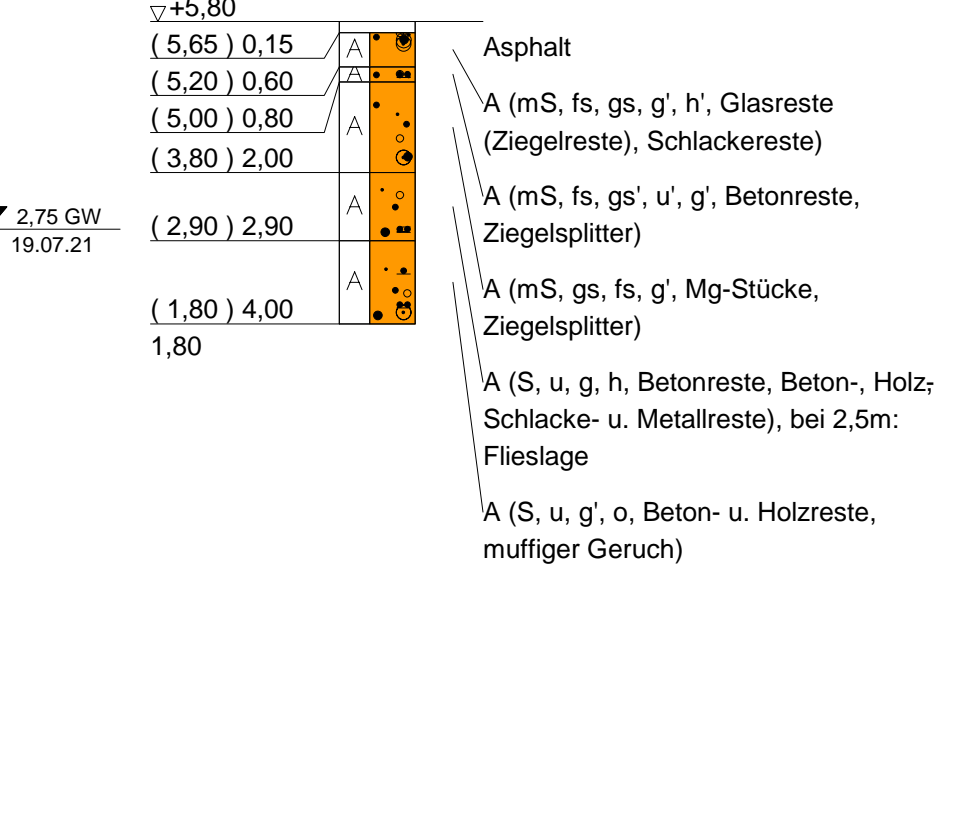 +5,80
( 5,65 ) 0,15
( 5,20 ) 0,60
( 5,00 ) 0,80
( 3,80 ) 2,00
( 2,90 ) 2,90
( 1,80 ) 4,00
1,80
2,75 GW
19.07.21
A
A
A
A
A
Asphalt
A (mS, fs, gs, g', h', Glasreste
(Ziegelreste), Schlackereste)
A (mS, fs, gs', u', g', Betonreste,
Ziegelsplitter)
A (mS, gs, fs, g', Mg-Stücke,
Ziegelsplitter)
A (S, u, g, h, Betonreste, Beton-, Holz-,
Schlacke- u. Metallreste), bei 2,5m:
Flieslage
A (S, u, g', o, Beton- u. Holzreste,
muffiger Geruch)